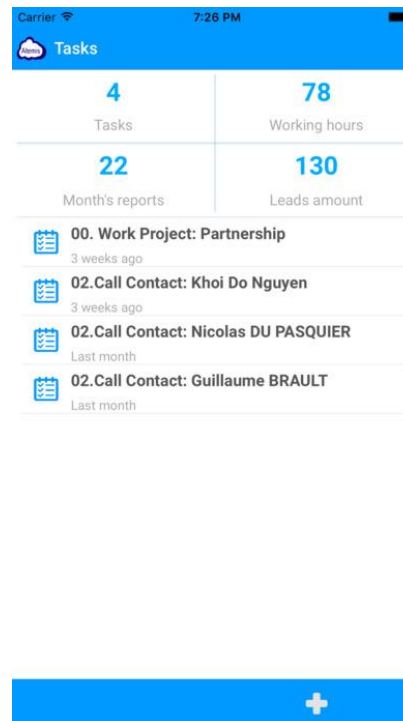 Carrier 7:26 PM
Atemis Tasks
4 78
Tasks Working hours
22 130
Month's reports Leads amount
00. Work Project: Partnership
3 weeks ago
02.Call Contact: Khoi Do Nguyen
3 weeks ago
02.Call Contact: Nicolas DU PASQUIER
Last month
02.Call Contact: Guillaume BRAULT
Last month